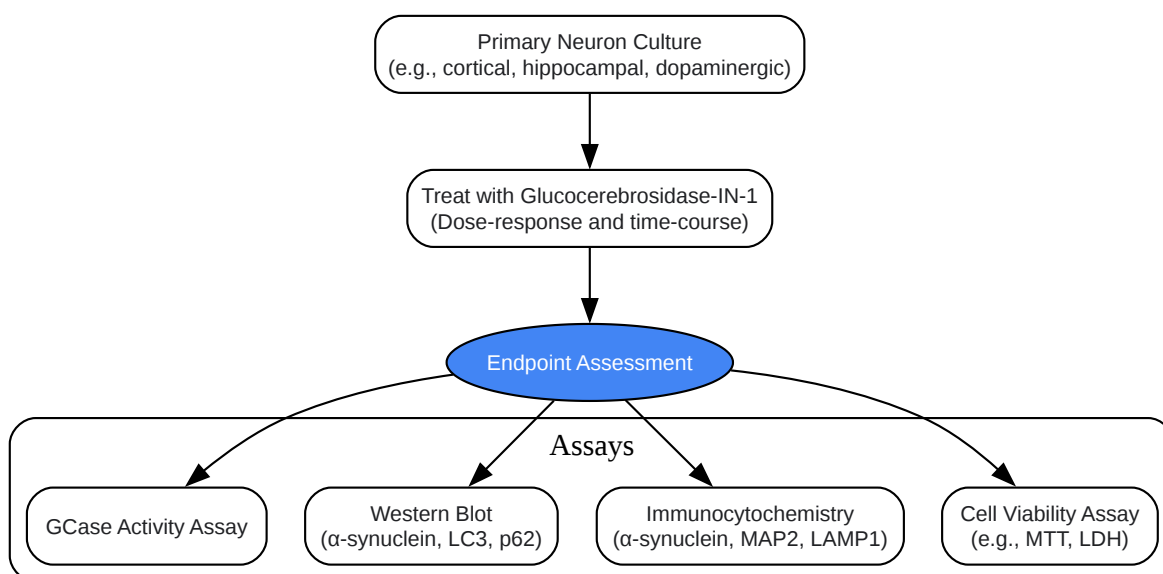 Primary Neuron Culture
(e.g., cortical, hippocampal, dopaminergic)
Treat with Glucocerebrosidase-IN-1
(Dose-response and time-course)
Endpoint Assessment
Assays
GCase Activity Assay
Western Blot
(α-synuclein, LC3, p62)
Immunocytochemistry
(α-synuclein, MAP2, LAMP1)
Cell Viability Assay
(e.g., MTT, LDH)